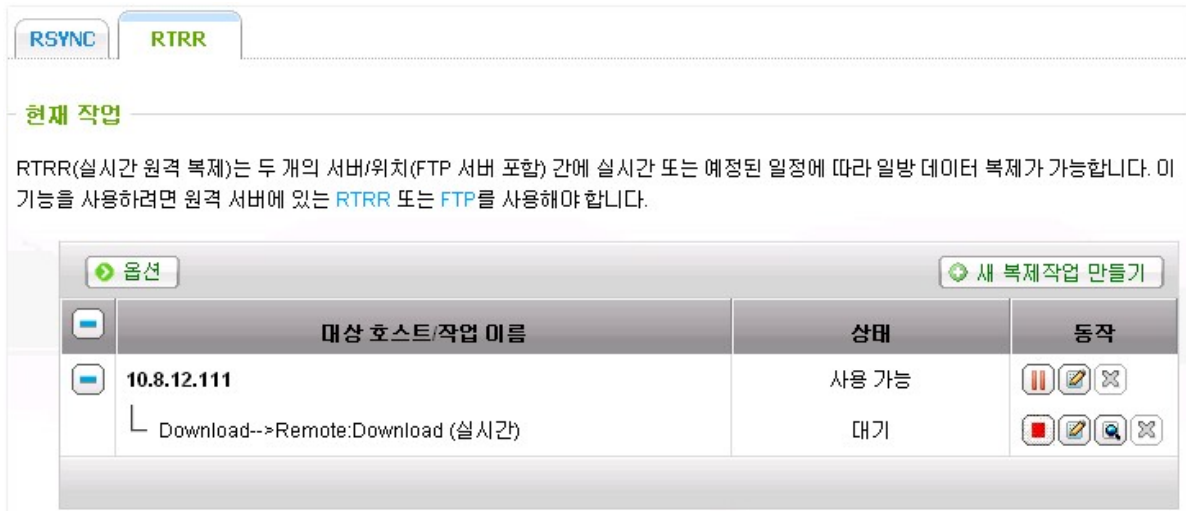 RSYNC RTRR
현재 작업
RTRR(실시간 원격 복제)는 두 개의 서버/위치(FTP 서버 포함) 간에 실시간 또는 예정된 일정에 따라 일방 데이터 복제가 가능합니다. 이
기능을 사용하려면 원격 서버에 있는 RTRR 또는 FTP를 사용해야 합니다.
옵션 새 복제작업 만들기
대상 호스트/작업 이름 상태 동작
10.8.12.111 사용 가능
Download-->Remote:Download (실시간) 대기